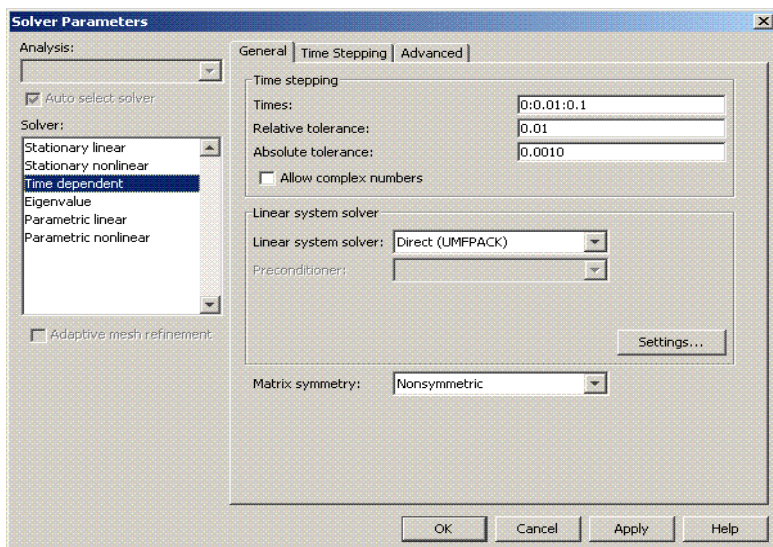 Solver Parameters
Analysis:
Auto select solver
Solver:
Stationary linear
Stationary nonlinear
Time dependent
Eigenvalue
Parametric linear
Parametric nonlinear
Adaptive mesh refinement
General Time Stepping Advanced
Time stepping
Times: 0:0.01:0.1
Relative tolerance: 0.01
Absolute tolerance: 0.0010
Allow complex numbers
Linear system solver
Linear system solver: Direct (UMFPACK)
Preconditioner:
Settings...
Matrix symmetry: Nonsymmetric
OK Cancel Apply Help